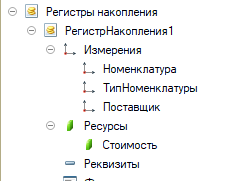 Регистры накопления
РегистрНакопления1
Измерения
Номенклатура
ТипНоменклатуры
Поставщик
Ресурсы
Стоимость
Реквизиты